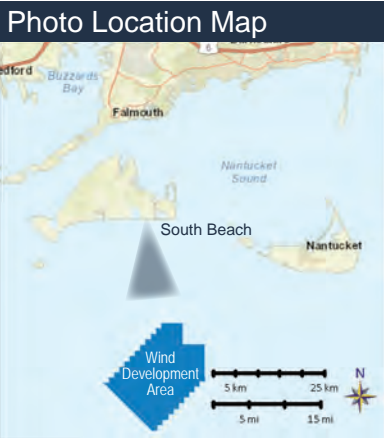 Photo Location Map
6
edford
Buzzards
Bay
Falmouth
Nantucket
Sound
South Beach
Nantucket
Wind
Development
Area
N
5 km 25 km
5 mi 15 mi